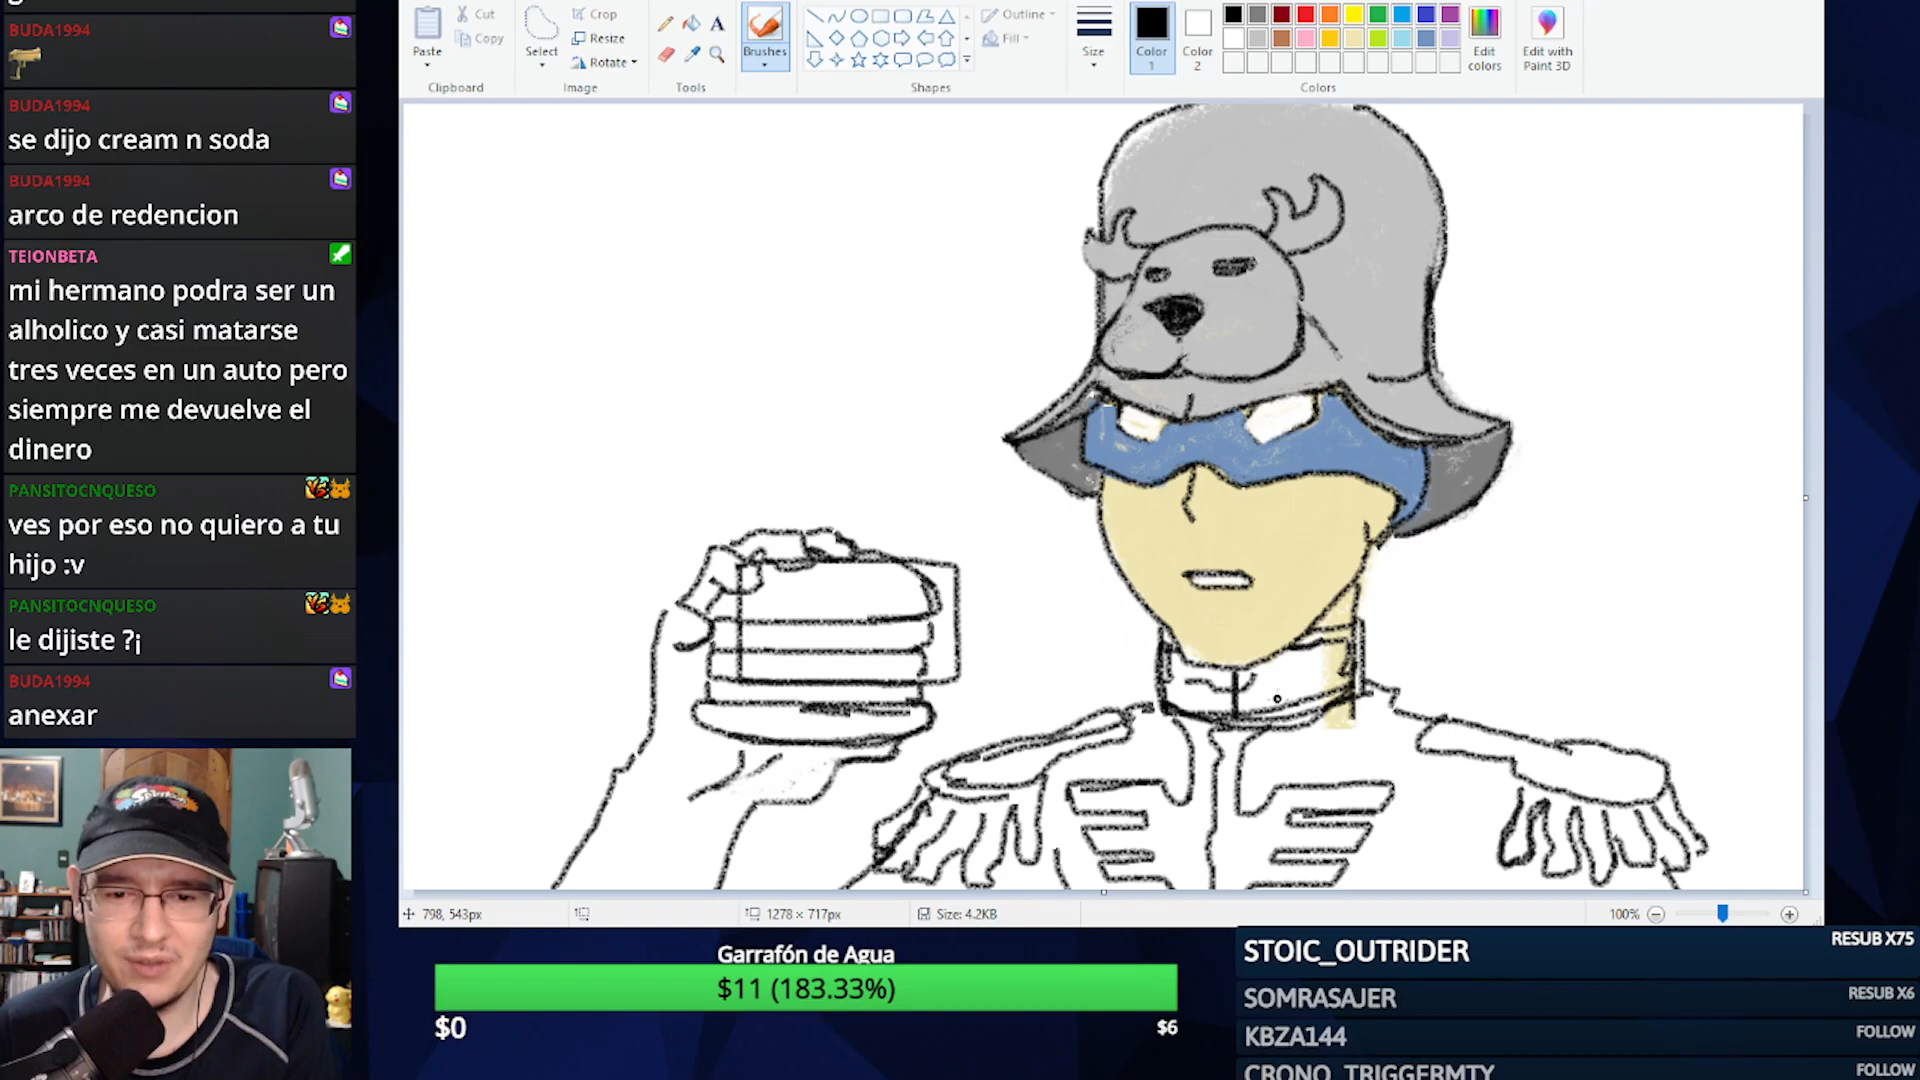 BUDA1994
BUDA1994
se dijo cream n soda
BUDA1994
arco de redencion
TEIONBETA
mi hermano podra ser un
alholico y casi matarse
tres veces en un auto pero
siempre me devuelve el
dinero
PANSITOCNQUESO
ves por eso no quiero a tu
hijo :v
PANSITOCNQUESO
le dijiste ?¡
BUDA1994
anexar
Paste
Cut
Copy
Clipboard
Select
Crop
Resize
Rotate
Image
A
Tools
Brushes
Shapes
Outline
Fill
Size
Color
1
Color
2
Edit
colors
Colors
Edit with
Paint 3D
798, 543px
1278 × 717px
Size: 4.2KB
100%
Garrafón de Agua
$11 (183.33%)
$0
$6
STOIC_OUTRIDER
RESUB X75
SOMRASAJER
RESUB X6
KBZA144
FOLLOW
CRONO_TRIGGERMTY
FOLLOW